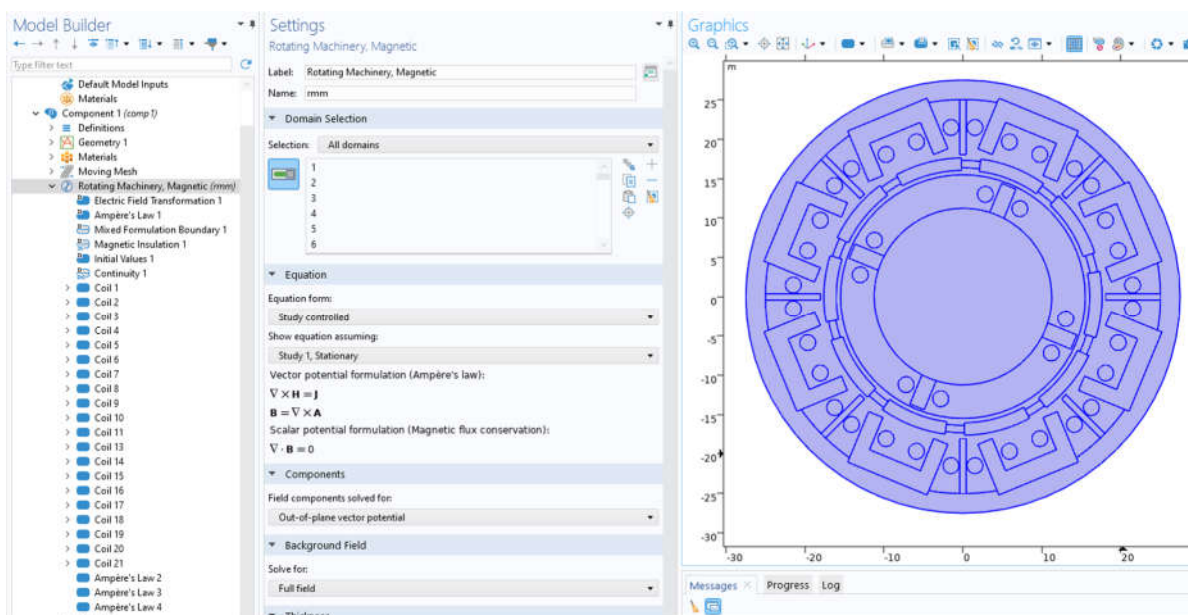 Model Builder
Type filter text
Default Model Inputs
Materials
Component 1 (comp1)
Definitions
Geometry 1
Materials
Moving Mesh
Rotating Machinery, Magnetic (rmm)
Electric Field Transformation 1
Ampère's Law 1
Mixed Formulation Boundary 1
Magnetic Insulation 1
Initial Values 1
Continuity 1
Coil 1
Coil 2
Coil 3
Coil 4
Coil 5
Coil 6
Coil 7
Coil 8
Coil 9
Coil 10
Coil 11
Coil 13
Coil 14
Coil 15
Coil 16
Coil 17
Coil 18
Coil 19
Coil 20
Coil 21
Ampère's Law 2
Ampère's Law 3
Ampère's Law 4
Settings
Rotating Machinery, Magnetic
Label: Rotating Machinery, Magnetic
Name: rmm
Domain Selection
Selection: All domains
1
2
3
4
5
6
Equation
Equation form:
Study controlled
Show equation assuming:
Study 1, Stationary
Vector potential formulation (Ampère's law):
∇ × H = J
B = ∇ × A
Scalar potential formulation (Magnetic flux conservation):
∇ · B = 0
Components
Field components solved for:
Out-of-plane vector potential
Background Field
Solve for:
Full field
Thickness
Graphics
m
25
20
15
10
5
0
-5
-10
-15
-20
-25
-30
-30 -20 -10 0 10 20
Messages Progress Log